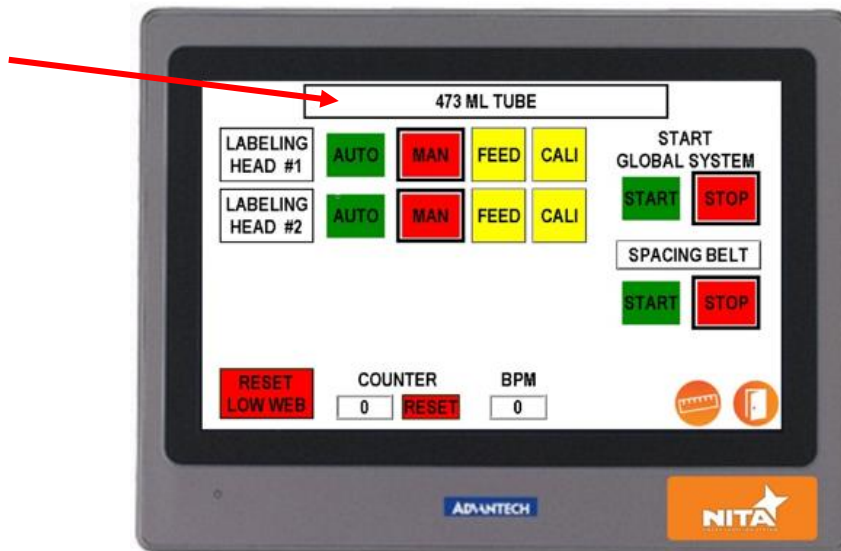 473 ML TUBE
LABELING
HEAD #1
AUTO
MAN
FEED
CALI
START
GLOBAL SYSTEM
START
STOP
LABELING
HEAD #2
AUTO
MAN
FEED
CALI
SPACING BELT
START
STOP
RESET
LOW WEB
COUNTER
0
RESET
BPM
0
ADVANTECH
NITA